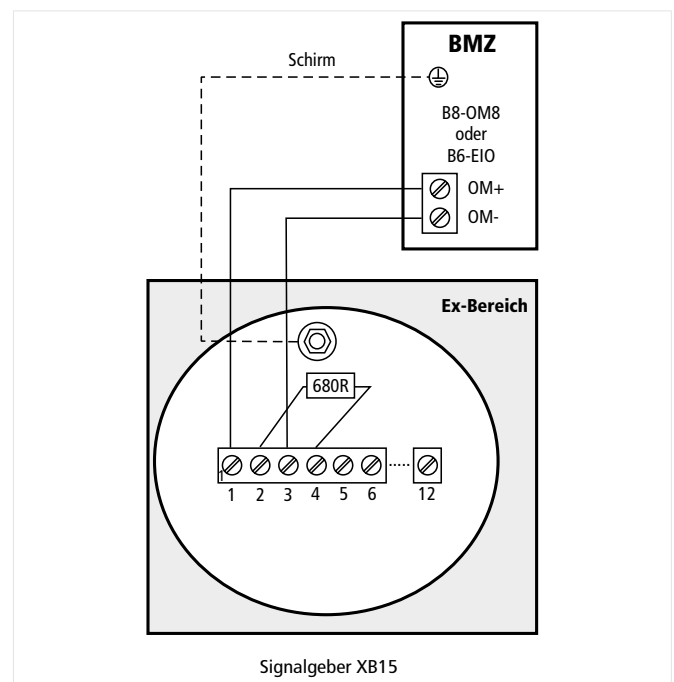 BMZ
Schirm
B8-OM8
oder
B6-EIO
OM+
OM-
Ex-Bereich
680R
1
1 2 3 4 5 6 ..... 12
Signalgeber XB15